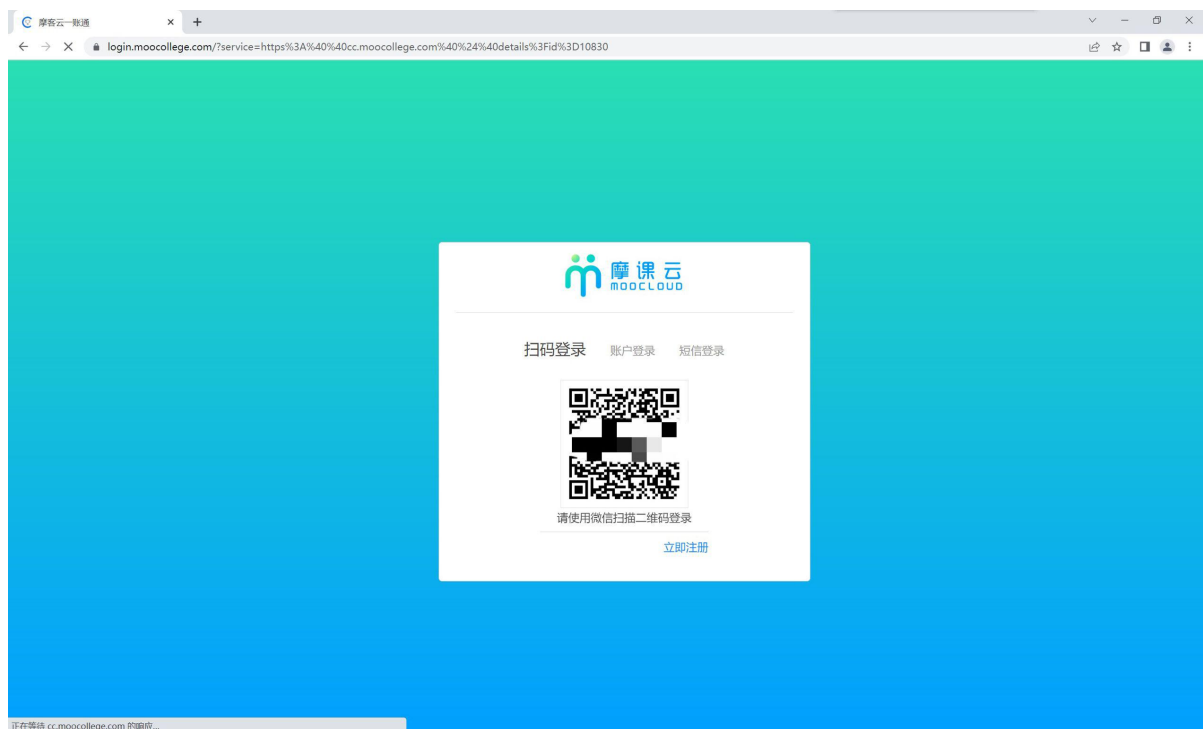 摩客云一账通
login.moocollege.com/?service=https%3A%40%40cc.moocollege.com%40%24%40details%3Fid%3D10830
摩课云
MOOCLOUD
扫码登录 账户登录 短信登录
请使用微信扫描二维码登录
立即注册
正在等待 cc.moocollege.com 的响应...